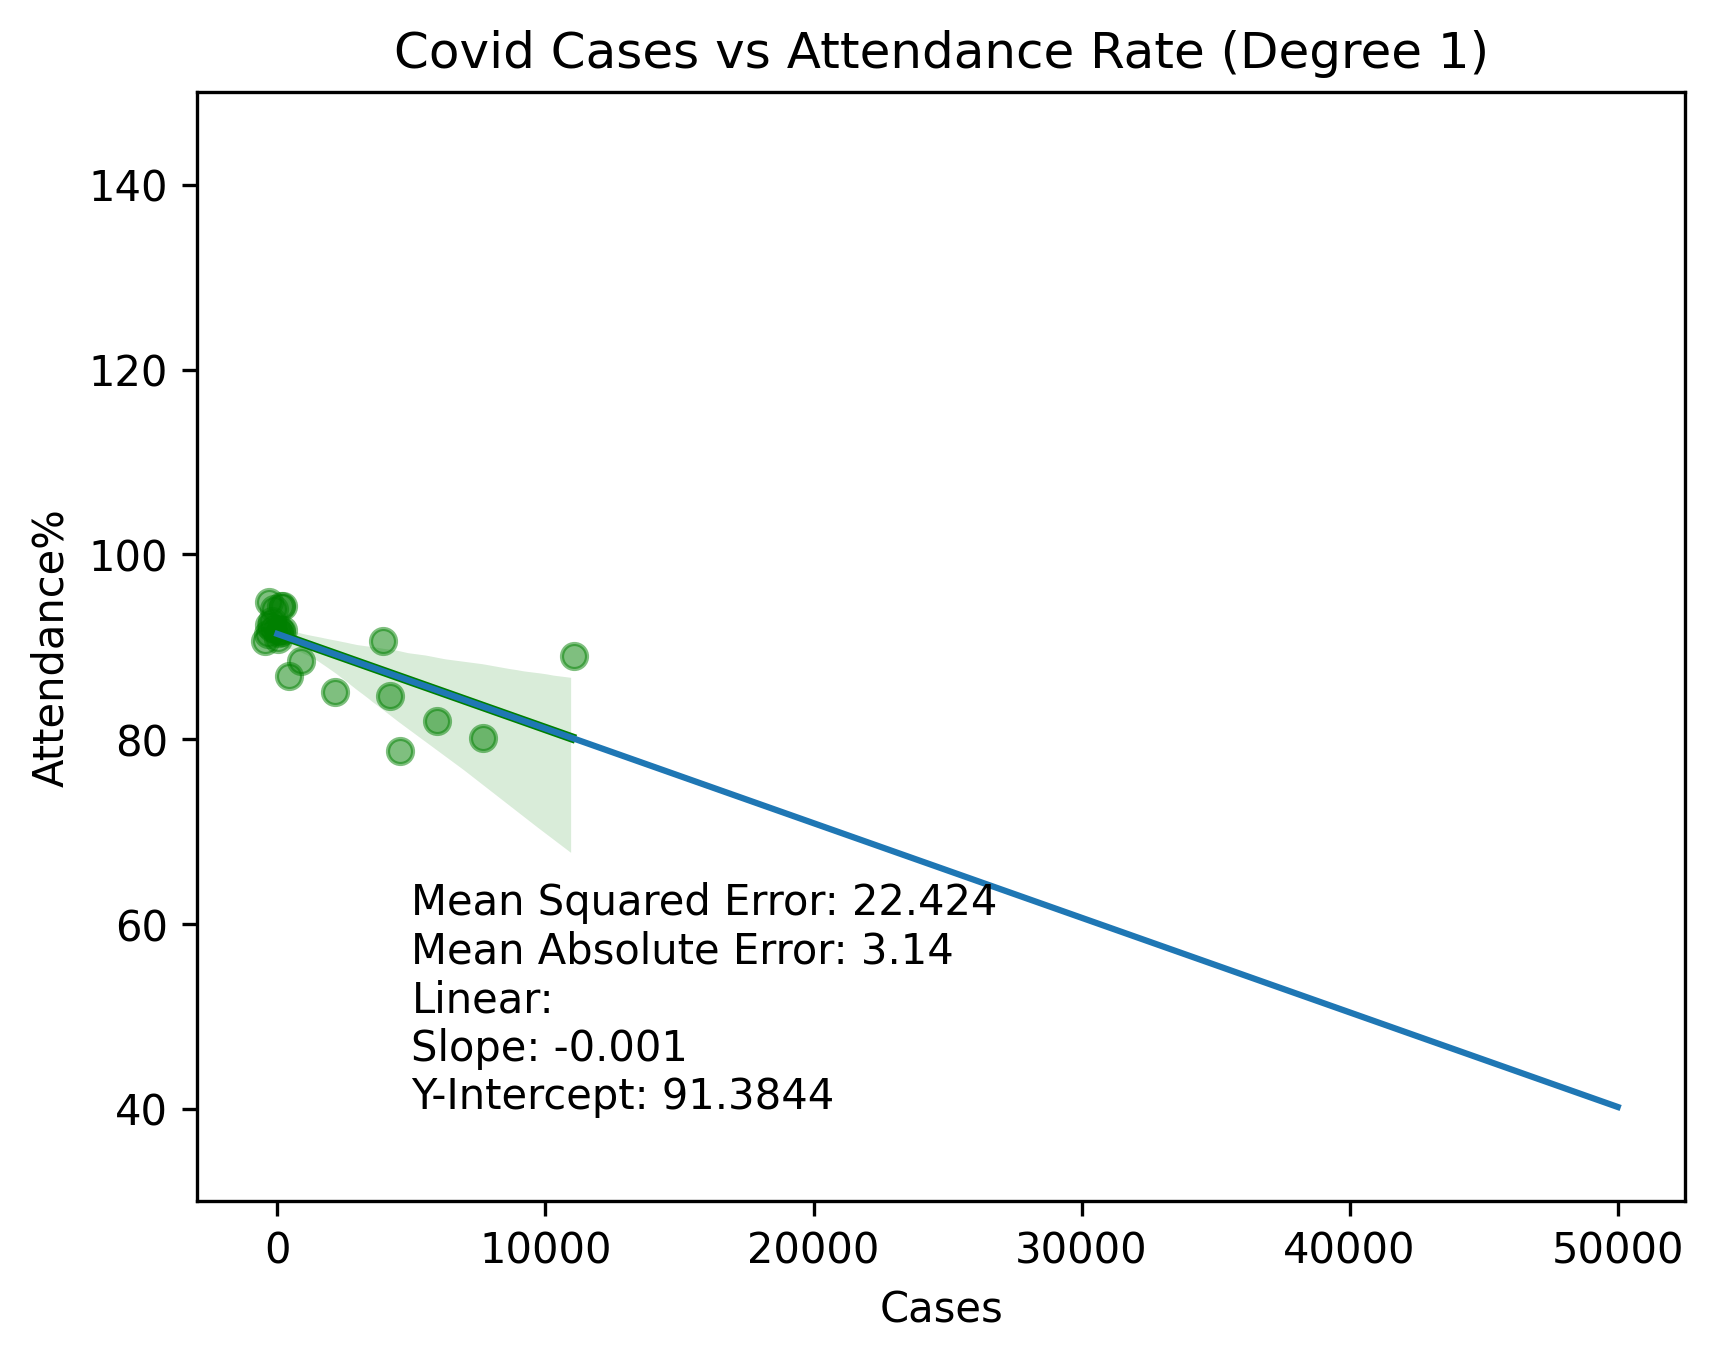 Covid Cases vs Attendance Rate (Degree 1)
Attendance%
140
120
100
80
60
40
Mean Squared Error: 22.424
Mean Absolute Error: 3.14
Linear:
Slope: -0.001
Y-Intercept: 91.3844
0 10000 20000 30000 40000 50000
Cases